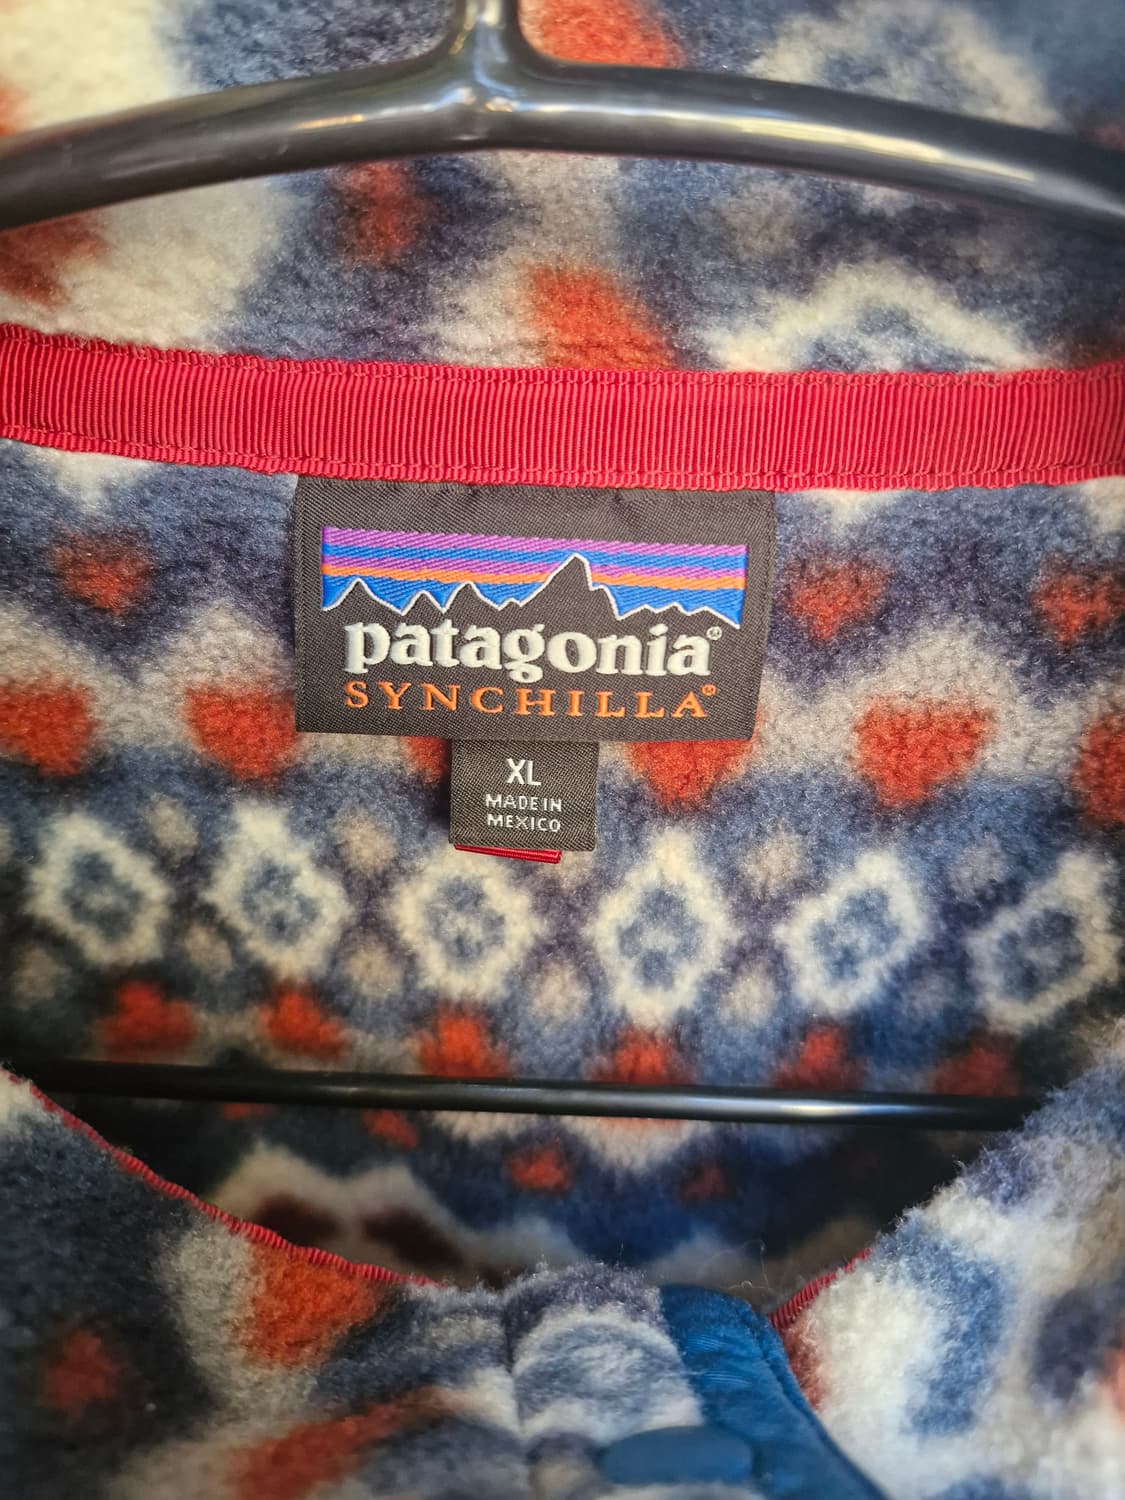 patagonia®
SYNCHILLA®
XL
MADE IN
MEXICO